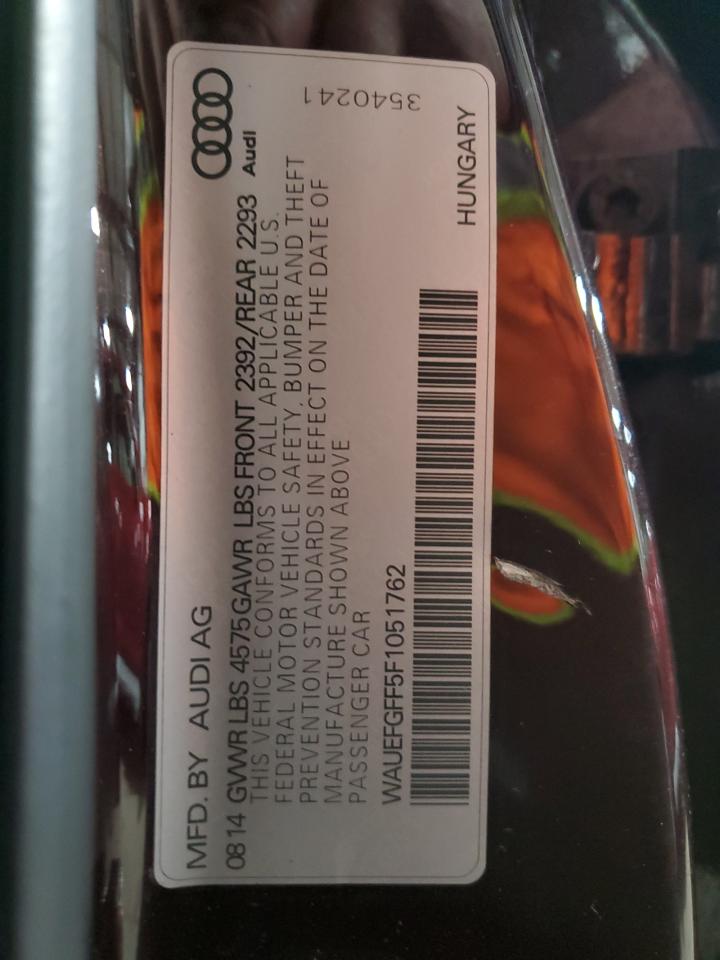 MFD. BY AUDI AG
Audi
08 14 GVWR LBS 4575 GAWR LBS FRONT 2392/REAR 2293
THIS VEHICLE CONFORMS TO ALL APPLICABLE U.S.
FEDERAL MOTOR VEHICLE SAFETY, BUMPER AND THEFT
PREVENTION STANDARDS IN EFFECT ON THE DATE OF
MANUFACTURE SHOWN ABOVE
PASSENGER CAR
3540241
WAUEFGFF5F1051762
HUNGARY